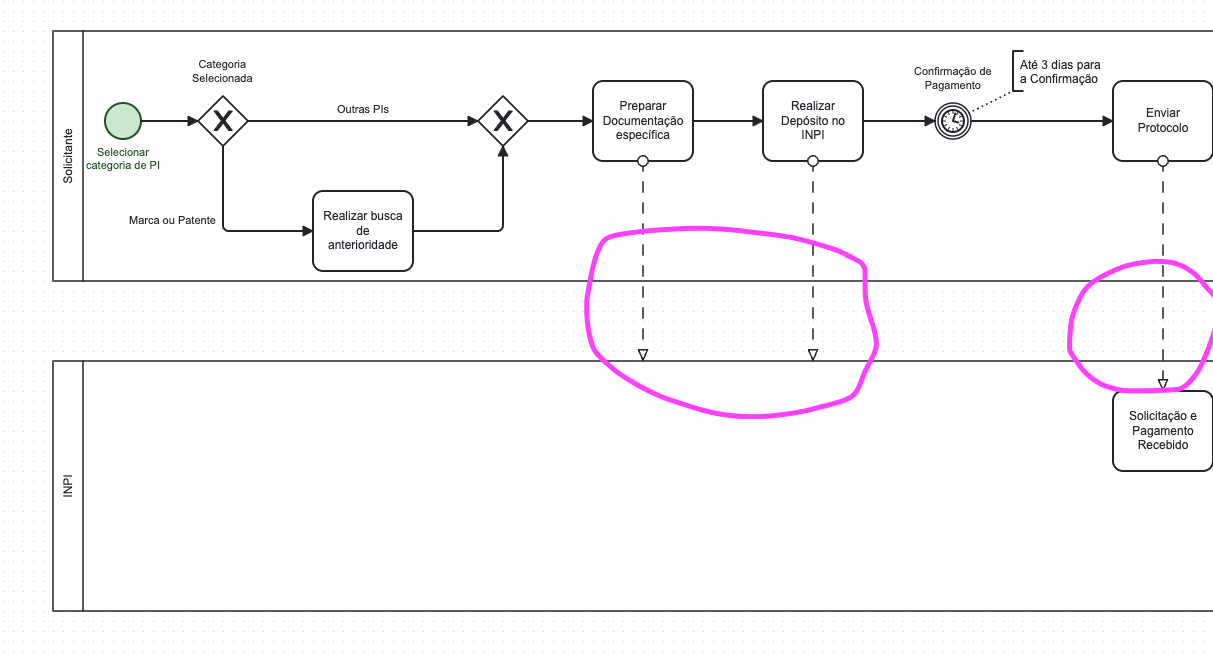 Solicitante
Categoria
Selecionada
Selecionar
categoria de PI
Outras PIs
Marca ou Patente
Realizar busca
de
anterioridade
Preparar
Documentação
específica
Realizar
Depósito no
INPI
Confirmação de
Pagamento
Até 3 dias para
a Confirmação
Enviar
Protocolo
INPI
Solicitação e
Pagamento
Recebido